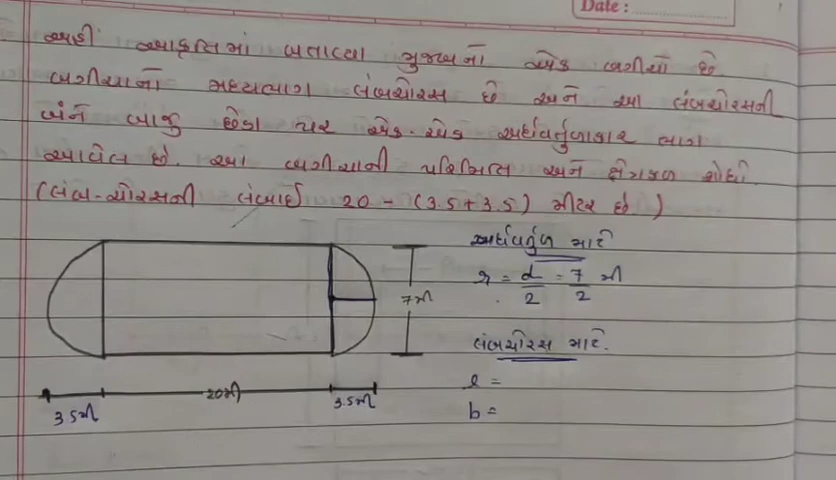 Date :
અહીં આકૃતિમાં બતાવ્યા મુજબનો એક બગીચો છે
બગીચાનો મધ્યભાગ લંબચોરસ છે અને આ લંબચોરસની
બંને બાજુ છેડા પર એક-એક અર્ધવર્તુળાકાર ભાગ
આવેલ છે. આ બગીચાની પરિમિતિ અને ક્ષેત્રફળ શોધો.
(લંબ-ચોરસની લંબાઈ 20 - (3.5+3.5) મીટર છે )
અર્ધવર્તુળ માટે
r = d/2 = 7/2 મી
7મી
લંબચોરસ માટે.
l =
b =
3.5મી 20મી 3.5મી